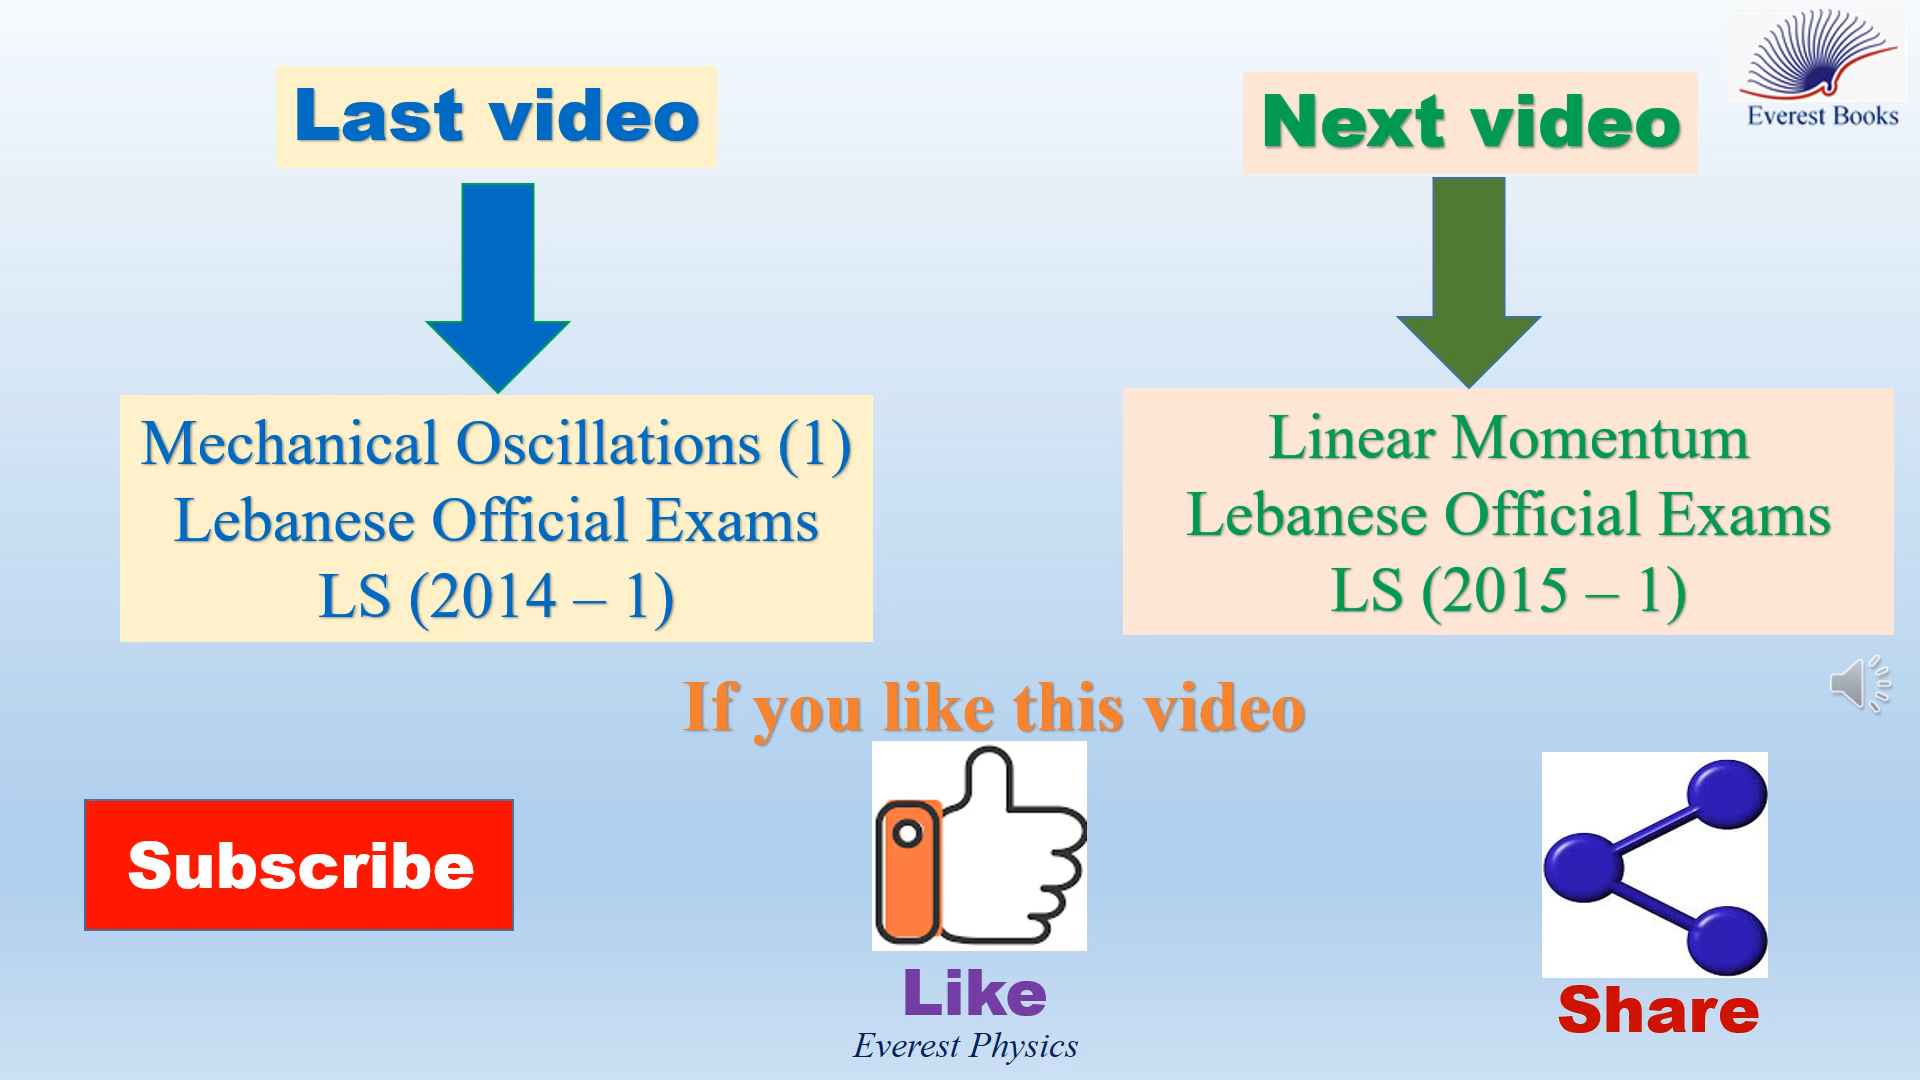 Last video
Next video
Everest Books
Mechanical Oscillations (1)
Lebanese Official Exams
LS (2014 – 1)
Linear Momentum
Lebanese Official Exams
LS (2015 – 1)
If you like this video
Subscribe
Like
Share
Everest Physics